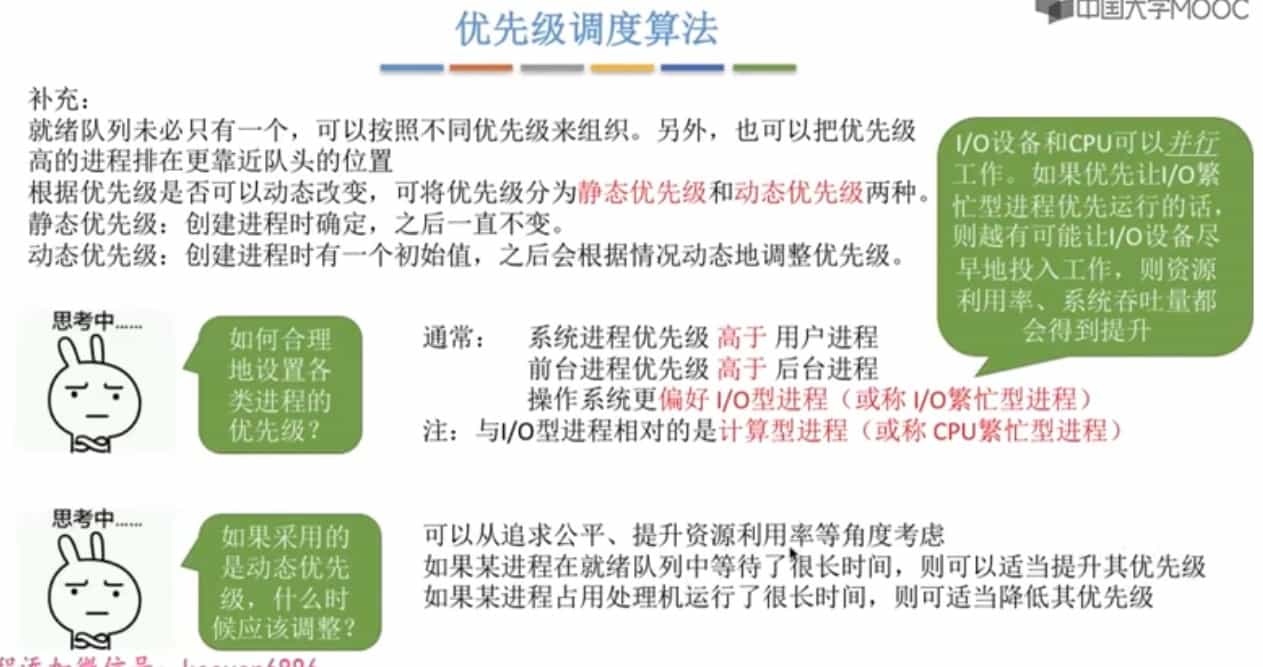 中国大学MOOC
优先级调度算法
补充：
就绪队列未必只有一个，可以按照不同优先级来组织。另外，也可以把优先级
高的进程排在更靠近队头的位置
根据优先级是否可以动态改变，可将优先级分为静态优先级和动态优先级两种。
静态优先级：创建进程时确定，之后一直不变。
动态优先级：创建进程时有一个初始值，之后会根据情况动态地调整优先级。
I/O设备和CPU可以并行
工作。如果优先让I/O繁
忙型进程优先运行的话，
则越有可能让I/O设备尽
早地投入工作，则资源
利用率、系统吞吐量都
会得到提升
思考中......
如何合理
地设置各
类进程的
优先级？
通常： 系统进程优先级 高于 用户进程
前台进程优先级 高于 后台进程
操作系统更偏好 I/O型进程（或称 I/O繁忙型进程）
注：与I/O型进程相对的是计算型进程（或称 CPU繁忙型进程）
思考中......
如果采用的
是动态优先
级，什么时
候应该调整？
可以从追求公平、提升资源利用率等角度考虑
如果某进程在就绪队列中等待了很长时间，则可以适当提升其优先级
如果某进程占用处理机运行了很长时间，则可适当降低其优先级